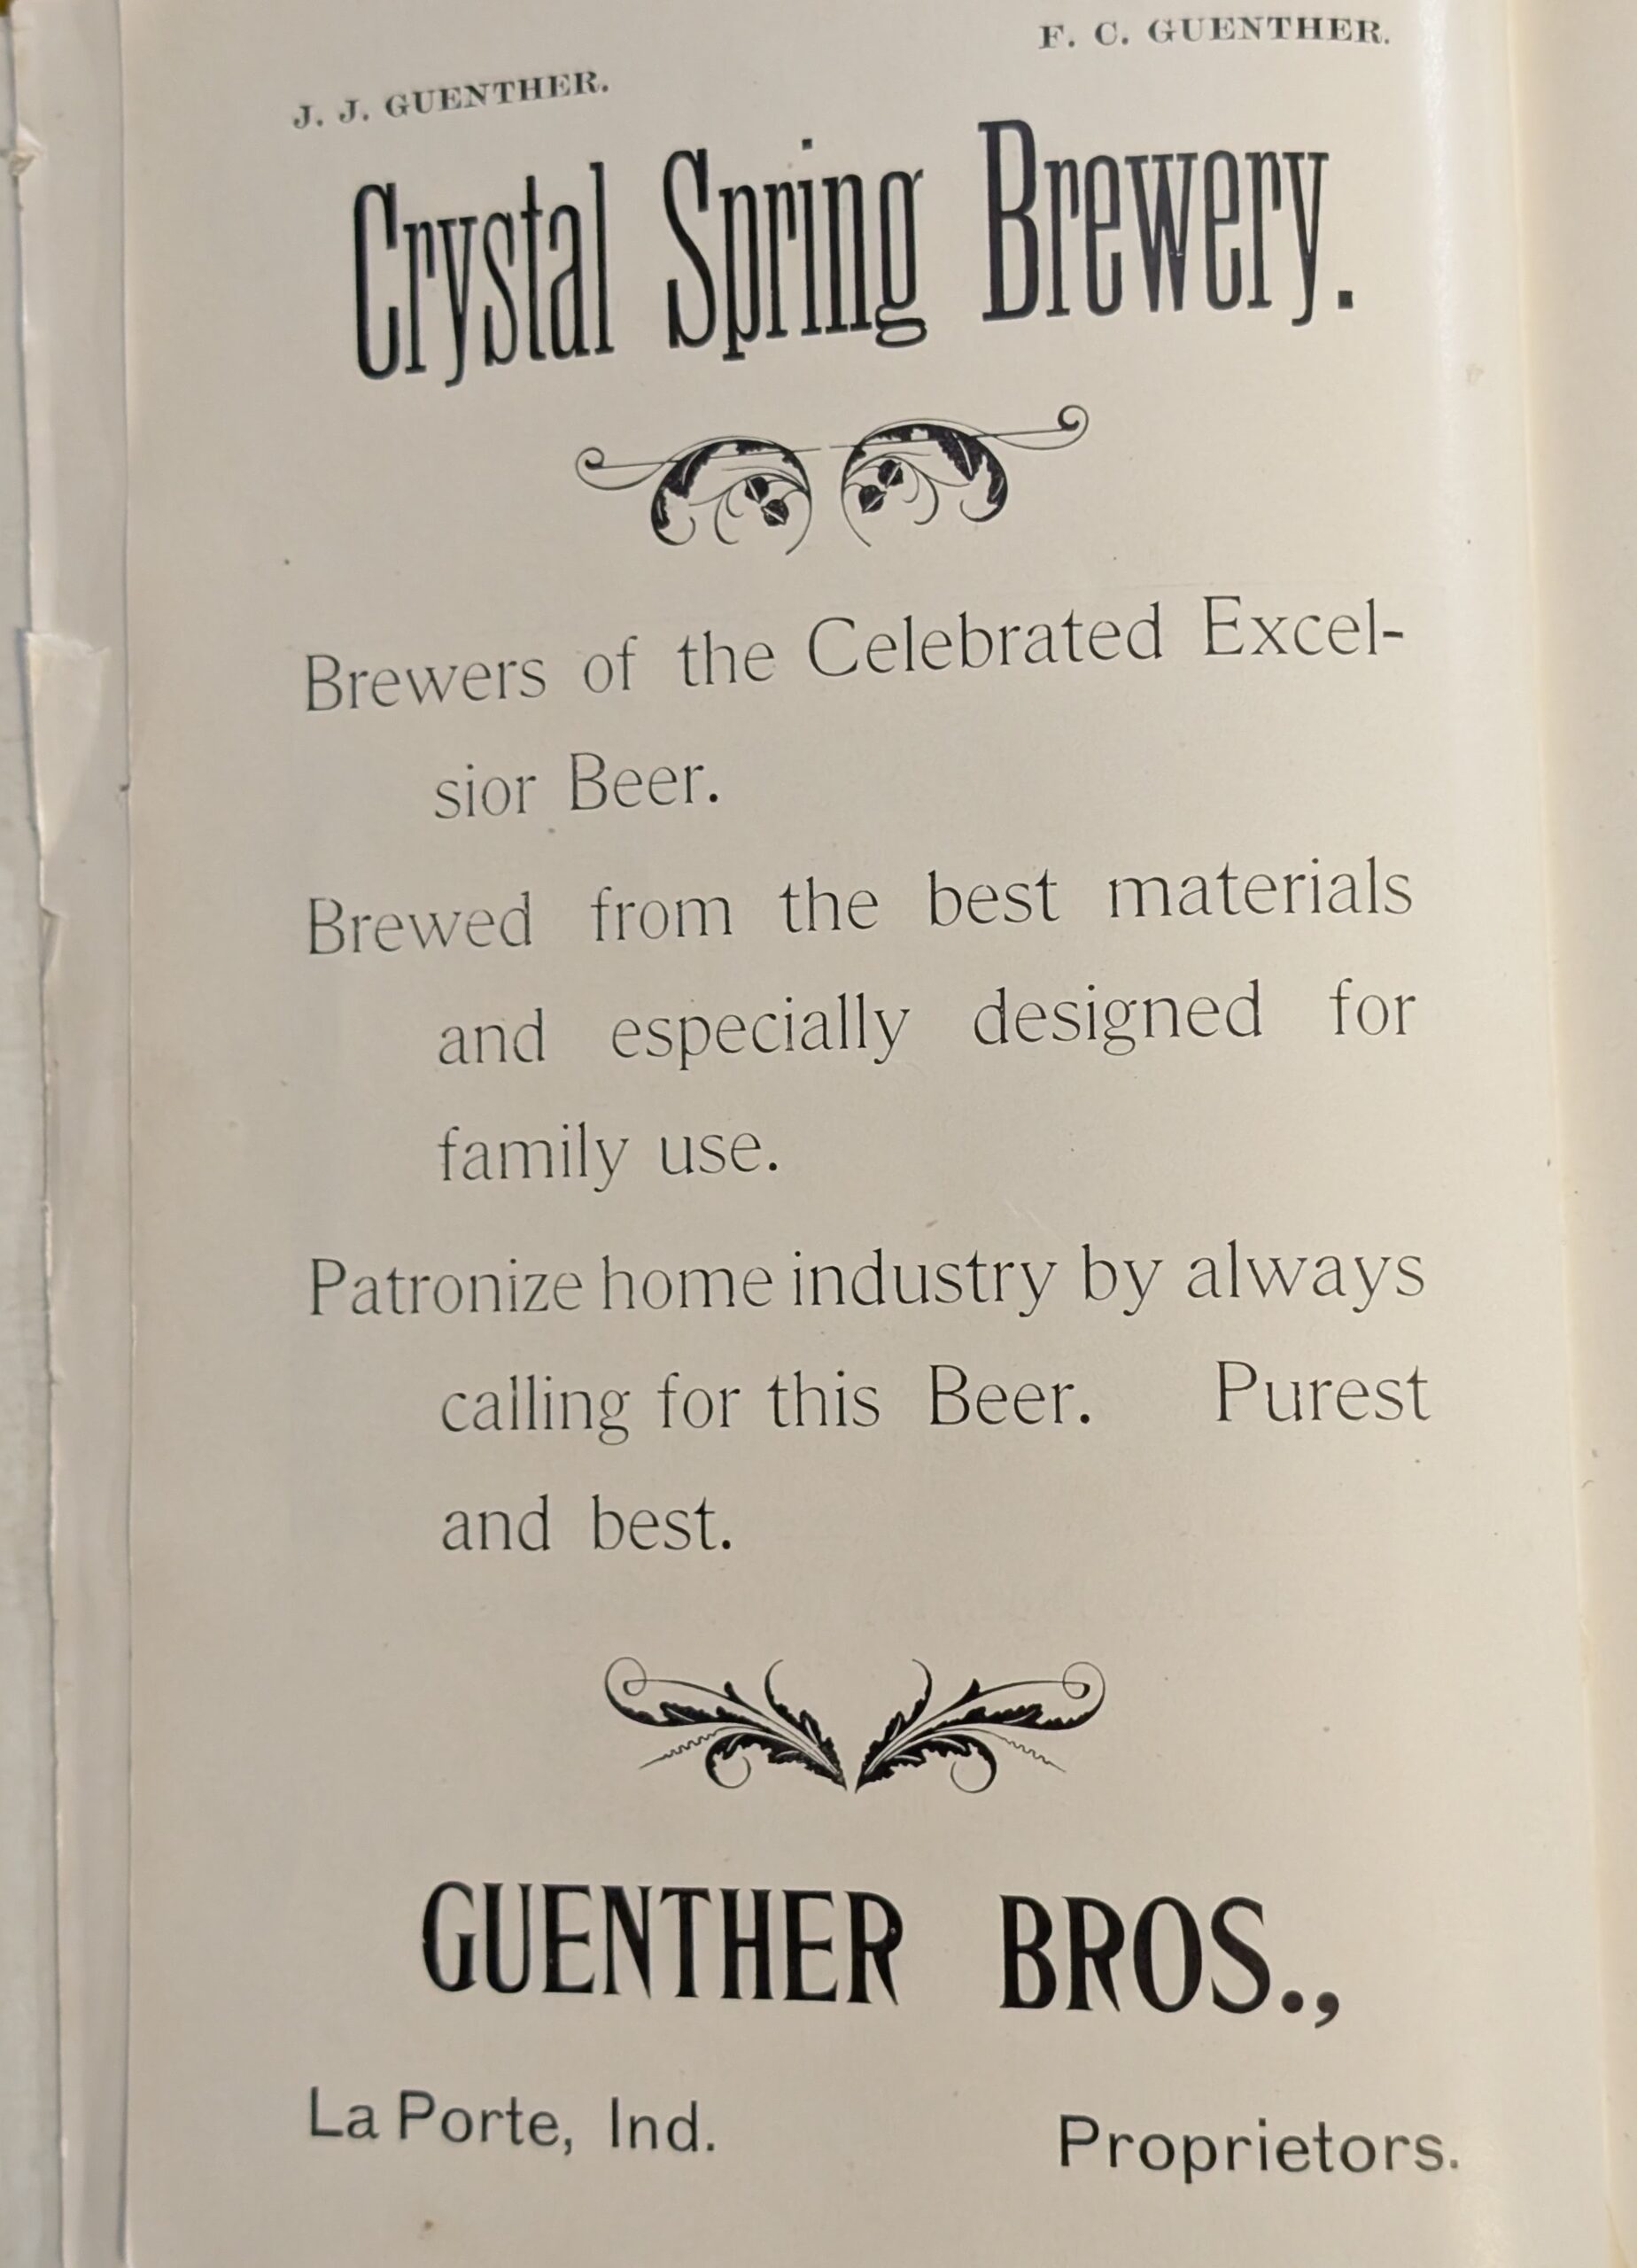 J. J. GUENTHER. F. C. GUENTHER.
Crystal Spring Brewery.
Brewers of the Celebrated Excel-
sior Beer.
Brewed from the best materials
and especially designed for
family use.
Patronize home industry by always
calling for this Beer. Purest
and best.
GUENTHER BROS.,
La Porte, Ind. Proprietors.